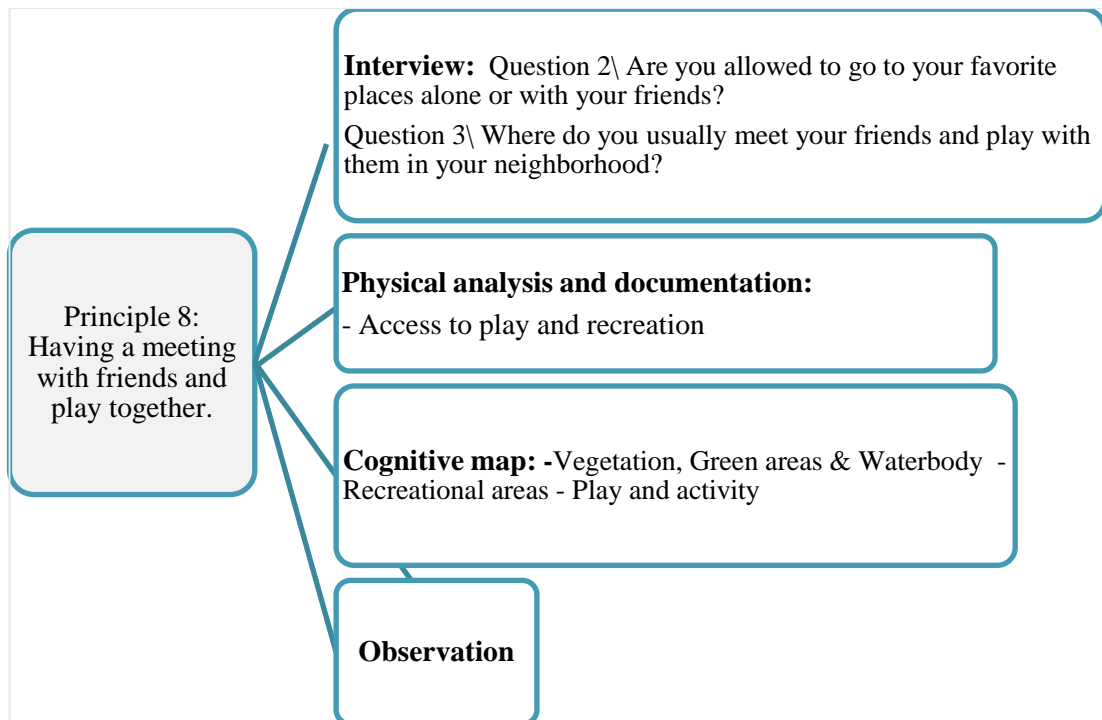 Interview: Question 2\ Are you allowed to go to your favorite
places alone or with your friends?
Question 3\ Where do you usually meet your friends and play with
them in your neighborhood?
Principle 8:
Having a meeting
with friends and
play together.
Physical analysis and documentation:
- Access to play and recreation
Cognitive map: -Vegetation, Green areas & Waterbody -
Recreational areas - Play and activity
Observation